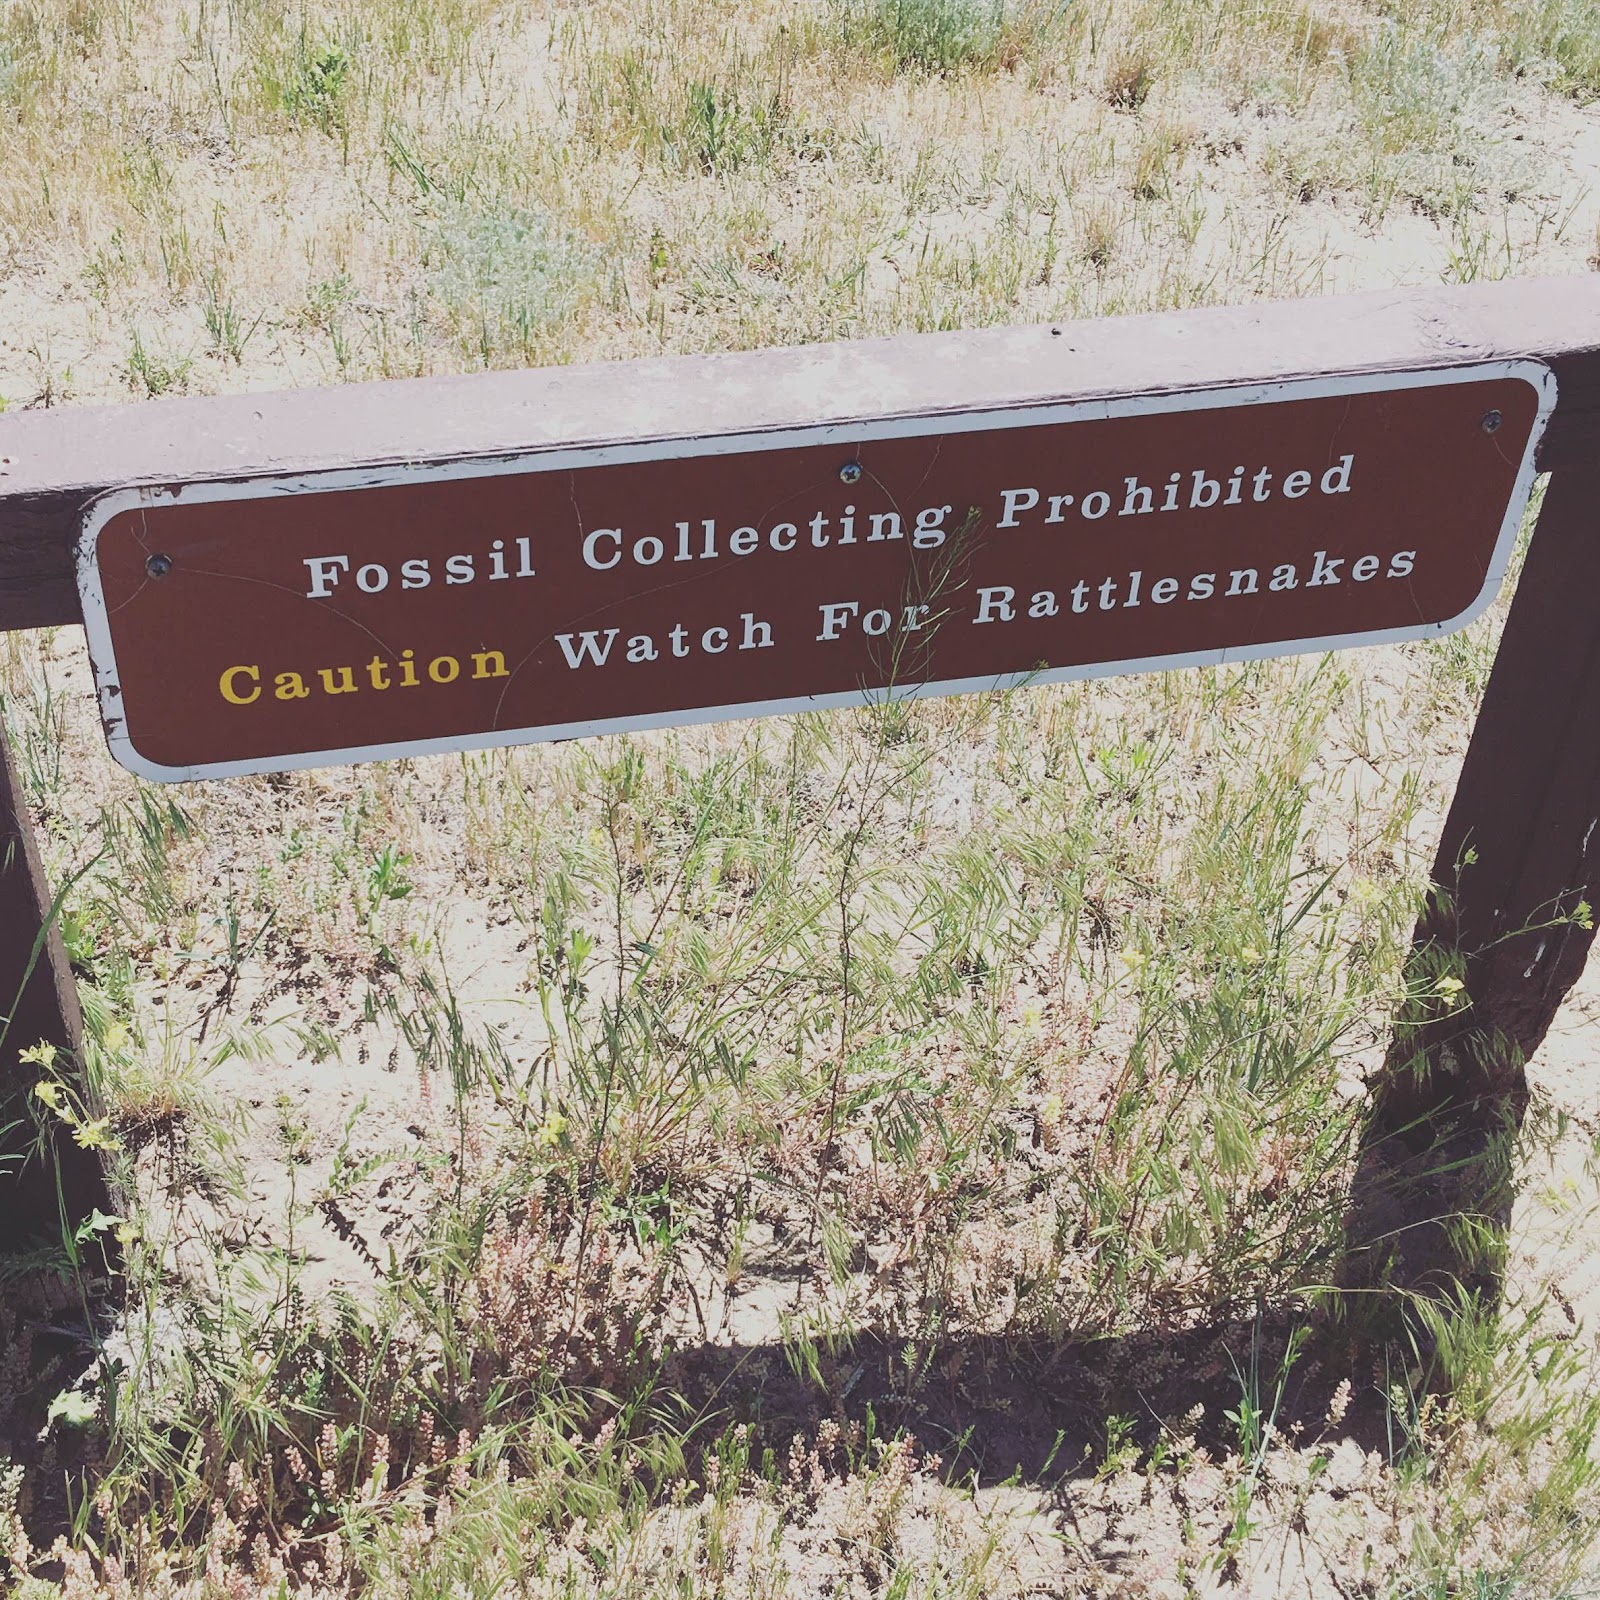 Fossil Collecting Prohibited
Caution Watch For Rattlesnakes